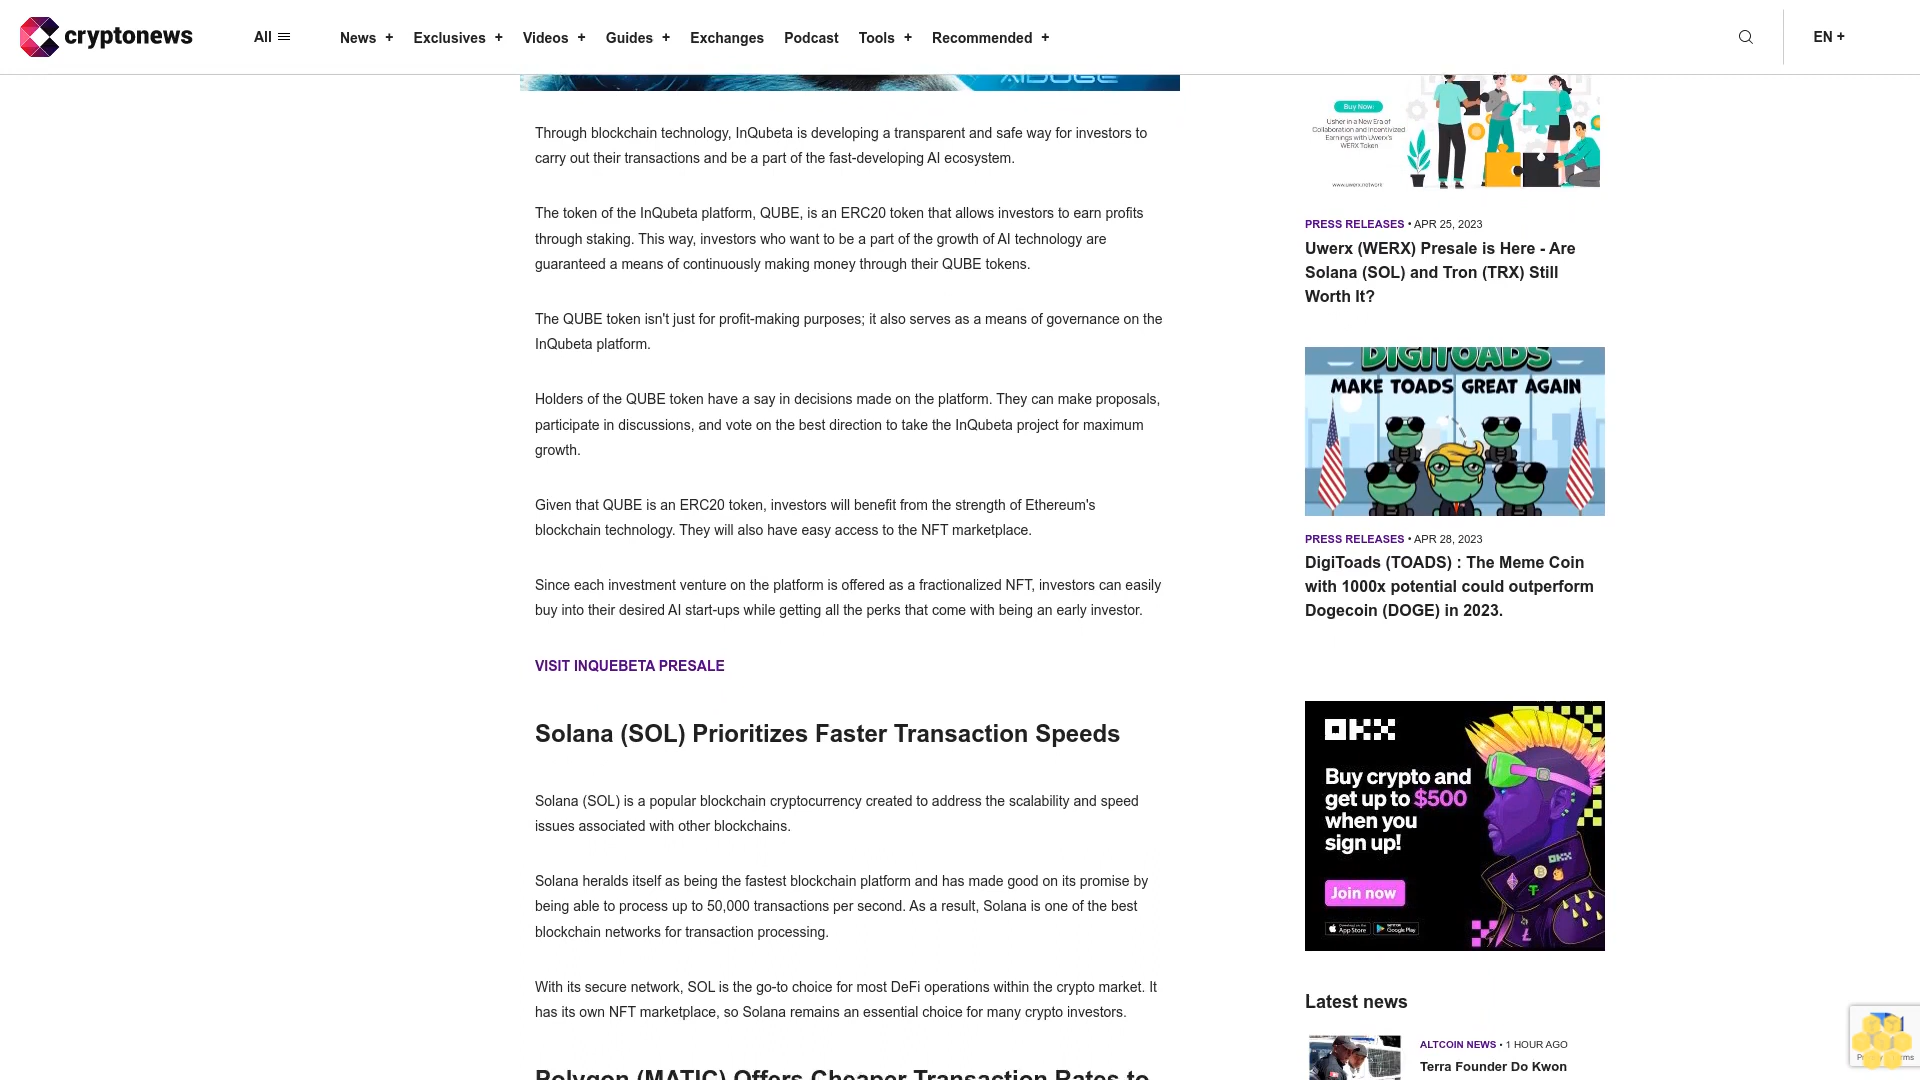 cryptonews
All
News +
Exclusives +
Videos +
Guides +
Exchanges
Podcast
Tools +
Recommended +
EN +
Through blockchain technology, InQubeta is developing a transparent and safe way for investors to
carry out their transactions and be a part of the fast-developing AI ecosystem.
The token of the InQubeta platform, QUBE, is an ERC20 token that allows investors to earn profits
through staking. This way, investors who want to be a part of the growth of AI technology are
guaranteed a means of continuously making money through their QUBE tokens.
The QUBE token isn't just for profit-making purposes; it also serves as a means of governance on the
InQubeta platform.
Holders of the QUBE token have a say in decisions made on the platform. They can make proposals,
participate in discussions, and vote on the best direction to take the InQubeta project for maximum
growth.
Given that QUBE is an ERC20 token, investors will benefit from the strength of Ethereum's
blockchain technology. They will also have easy access to the NFT marketplace.
Since each investment venture on the platform is offered as a fractionalized NFT, investors can easily
buy into their desired AI start-ups while getting all the perks that come with being an early investor.
VISIT INQUEBETA PRESALE
Solana (SOL) Prioritizes Faster Transaction Speeds
Solana (SOL) is a popular blockchain cryptocurrency created to address the scalability and speed
issues associated with other blockchains.
Solana heralds itself as being the fastest blockchain platform and has made good on its promise by
being able to process up to 50,000 transactions per second. As a result, Solana is one of the best
blockchain networks for transaction processing.
With its secure network, SOL is the go-to choice for most DeFi operations within the crypto market. It
has its own NFT marketplace, so Solana remains an essential choice for many crypto investors.
Polygon (MATIC) Offers Cheaper Transaction Rates to
Buy Now
Usher in a New Era of
Collaboration and Incentivized
Earnings with Uwerx's
WERX Token
www.uwerx.network
PRESS RELEASES • APR 25, 2023
Uwerx (WERX) Presale is Here - Are
Solana (SOL) and Tron (TRX) Still
Worth It?
DIGITOADS
MAKE TOADS GREAT AGAIN
PRESS RELEASES • APR 28, 2023
DigiToads (TOADS) : The Meme Coin
with 1000x potential could outperform
Dogecoin (DOGE) in 2023.
OKX
Buy crypto and
get up to $500
when you
sign up!
Join now
App Store
Google Play
Latest news
ALTCOIN NEWS • 1 HOUR AGO
Terra Founder Do Kwon